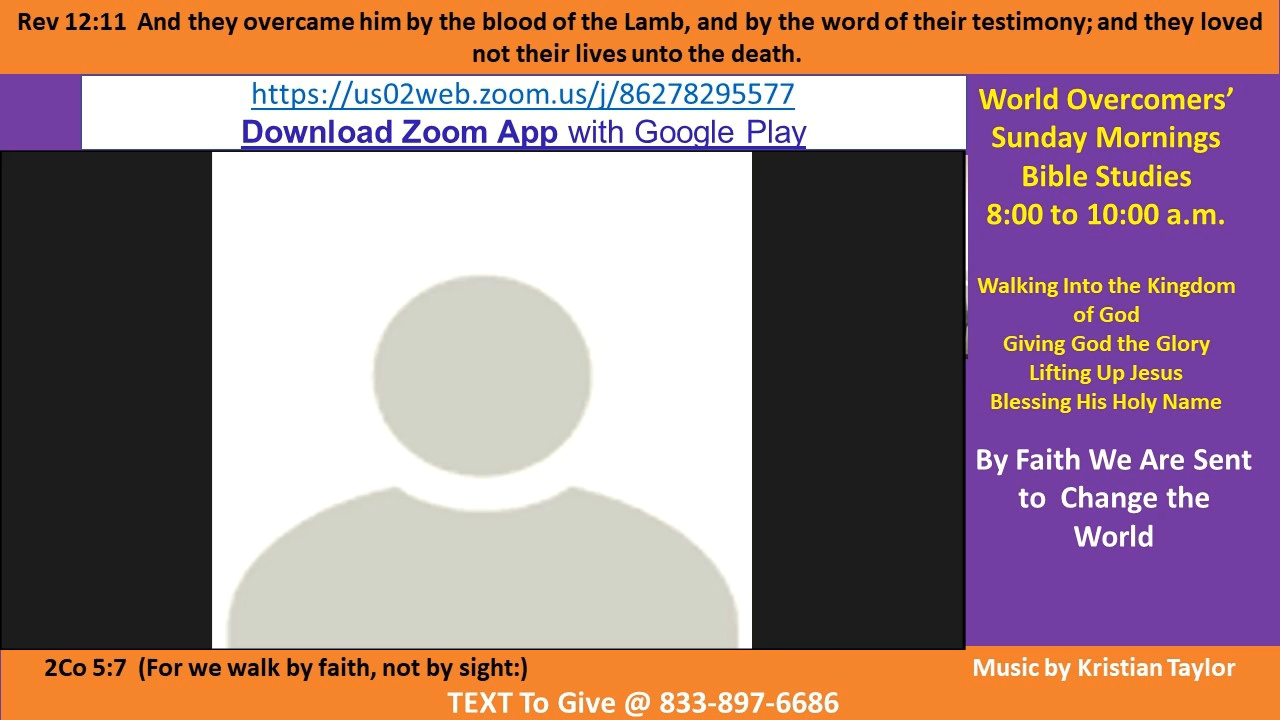 Rev 12:11  And they overcame him by the blood of the Lamb, and by the word of their testimony; and they loved
not their lives unto the death.
https://us02web.zoom.us/j/86278295577
Download Zoom App with Google Play
World Overcomers’
Sunday Mornings
Bible Studies
8:00 to 10:00 a.m.
Walking Into the Kingdom
of God
Giving God the Glory
Lifting Up Jesus
Blessing His Holy Name
By Faith We Are Sent
to  Change the
World
2Co 5:7  (For we walk by faith, not by sight:)
Music by Kristian Taylor
TEXT To Give @ 833-897-6686